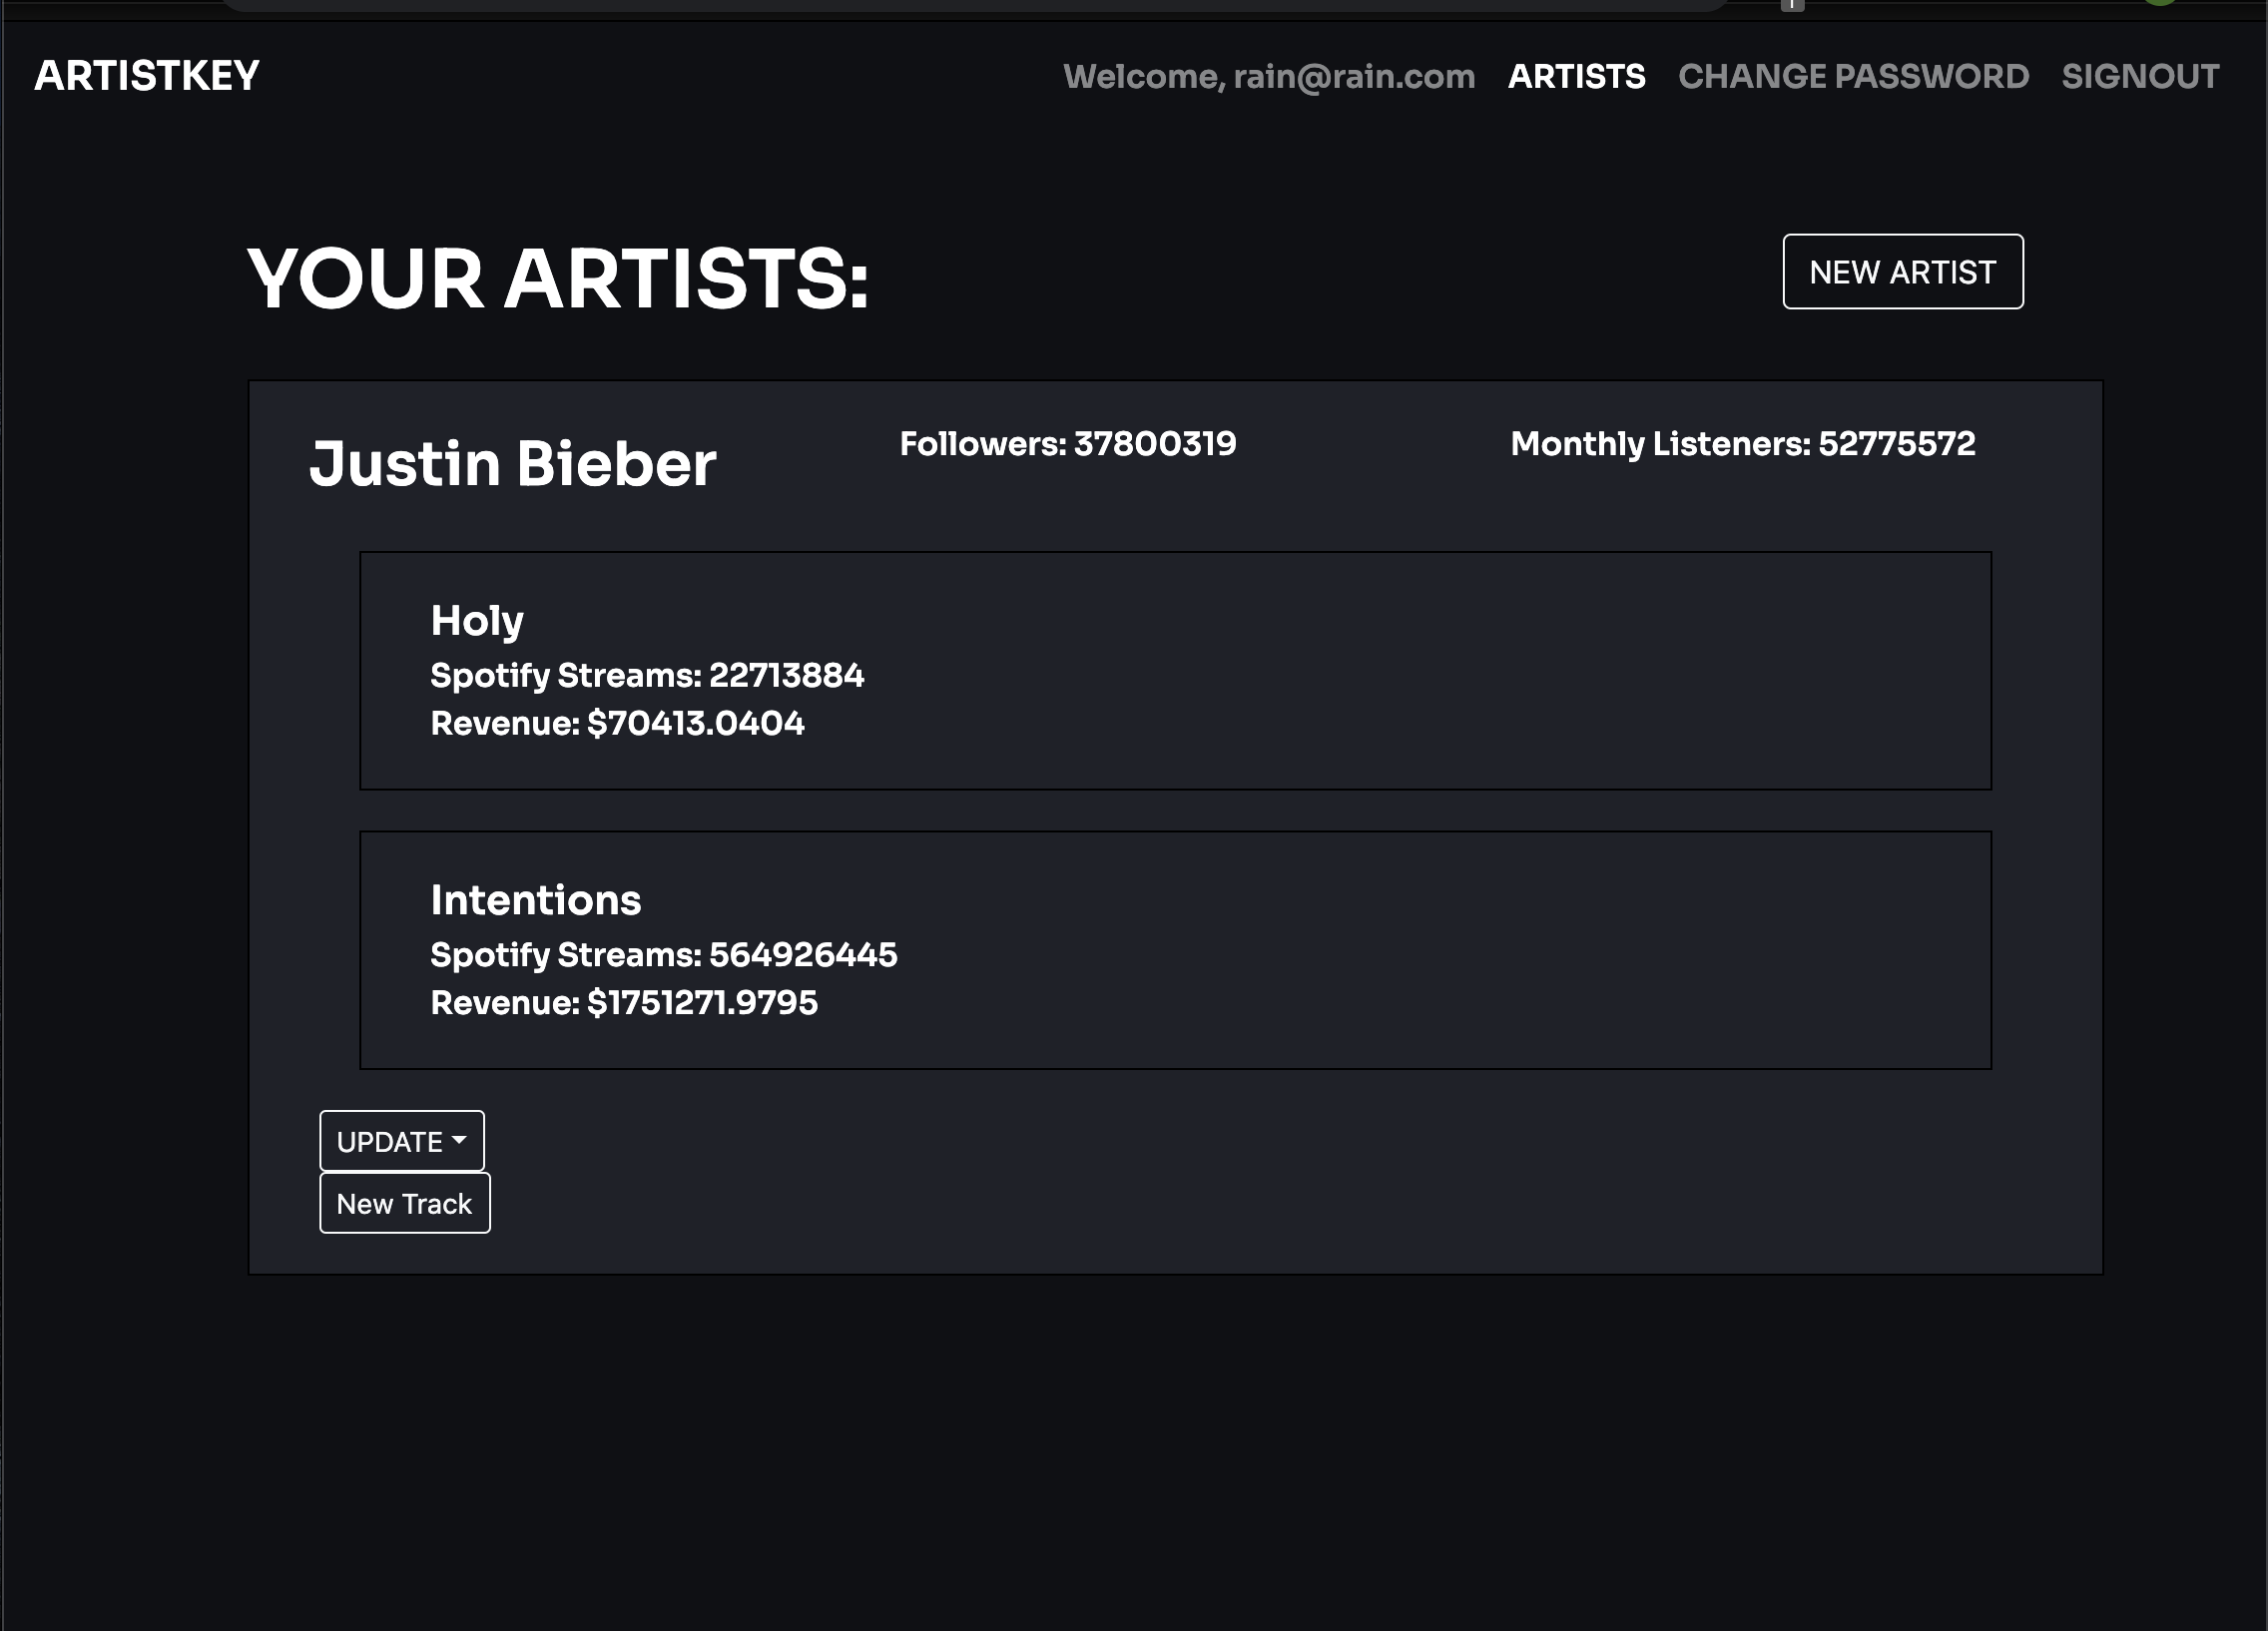 ARTISTKEY
Welcome, rain@rain.com ARTISTS CHANGE PASSWORD SIGNOUT
YOUR ARTISTS:
NEW ARTIST
Justin Bieber
Followers: 37800319
Monthly Listeners: 52775572
Holy
Spotify Streams: 22713884
Revenue: $70413.0404
Intentions
Spotify Streams: 564926445
Revenue: $1751271.9795
UPDATE
New Track